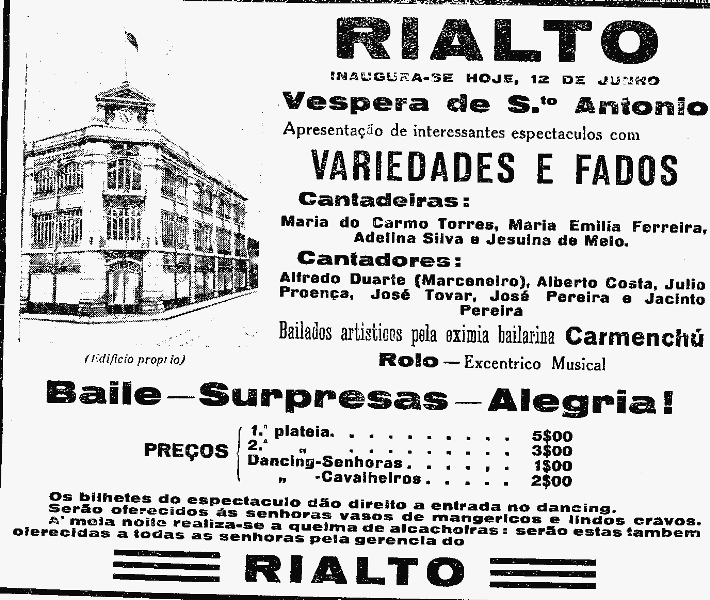 RIALTO
INAUGURA-SE HOJE, 12 DE JUNHO
Vespera de S.to Antonio
Apresentação de interessantes espectaculos com
VARIEDADES E FADOS
Cantadeiras:
Maria do Carmo Torres, Maria Emilia Ferreira,
Adelina Silva e Jesuina de Melo.
Cantadores:
Alfredo Duarte (Marceneiro), Alberto Costa, Julio
Proença, José Tovar, José Pereira e Jacinto
Pereira
Bailados artisticos pela eximia bailarina Carmenchú
Rolo — Excentrico Musical
(Edificio proprio)
Baile — Surpresas — Alegria!
PREÇOS
1.ª plateia. . . . . . . . . . 5$00
2.ª „ . . . . . . . . . 3$00
Dancing-Senhoras. . . . . . 1$00
„ -Cavalheiros. . . . . 2$00
Os bilhetes do espectaculo dão direito a entrada no dancing.
Serão oferecidos ás senhoras vasos de mangericos e lindos cravos.
A' meia noite realiza-se a queima de alcachofras: serão estas tambem
oferecidas a todas as senhoras pela gerencia do
RIALTO